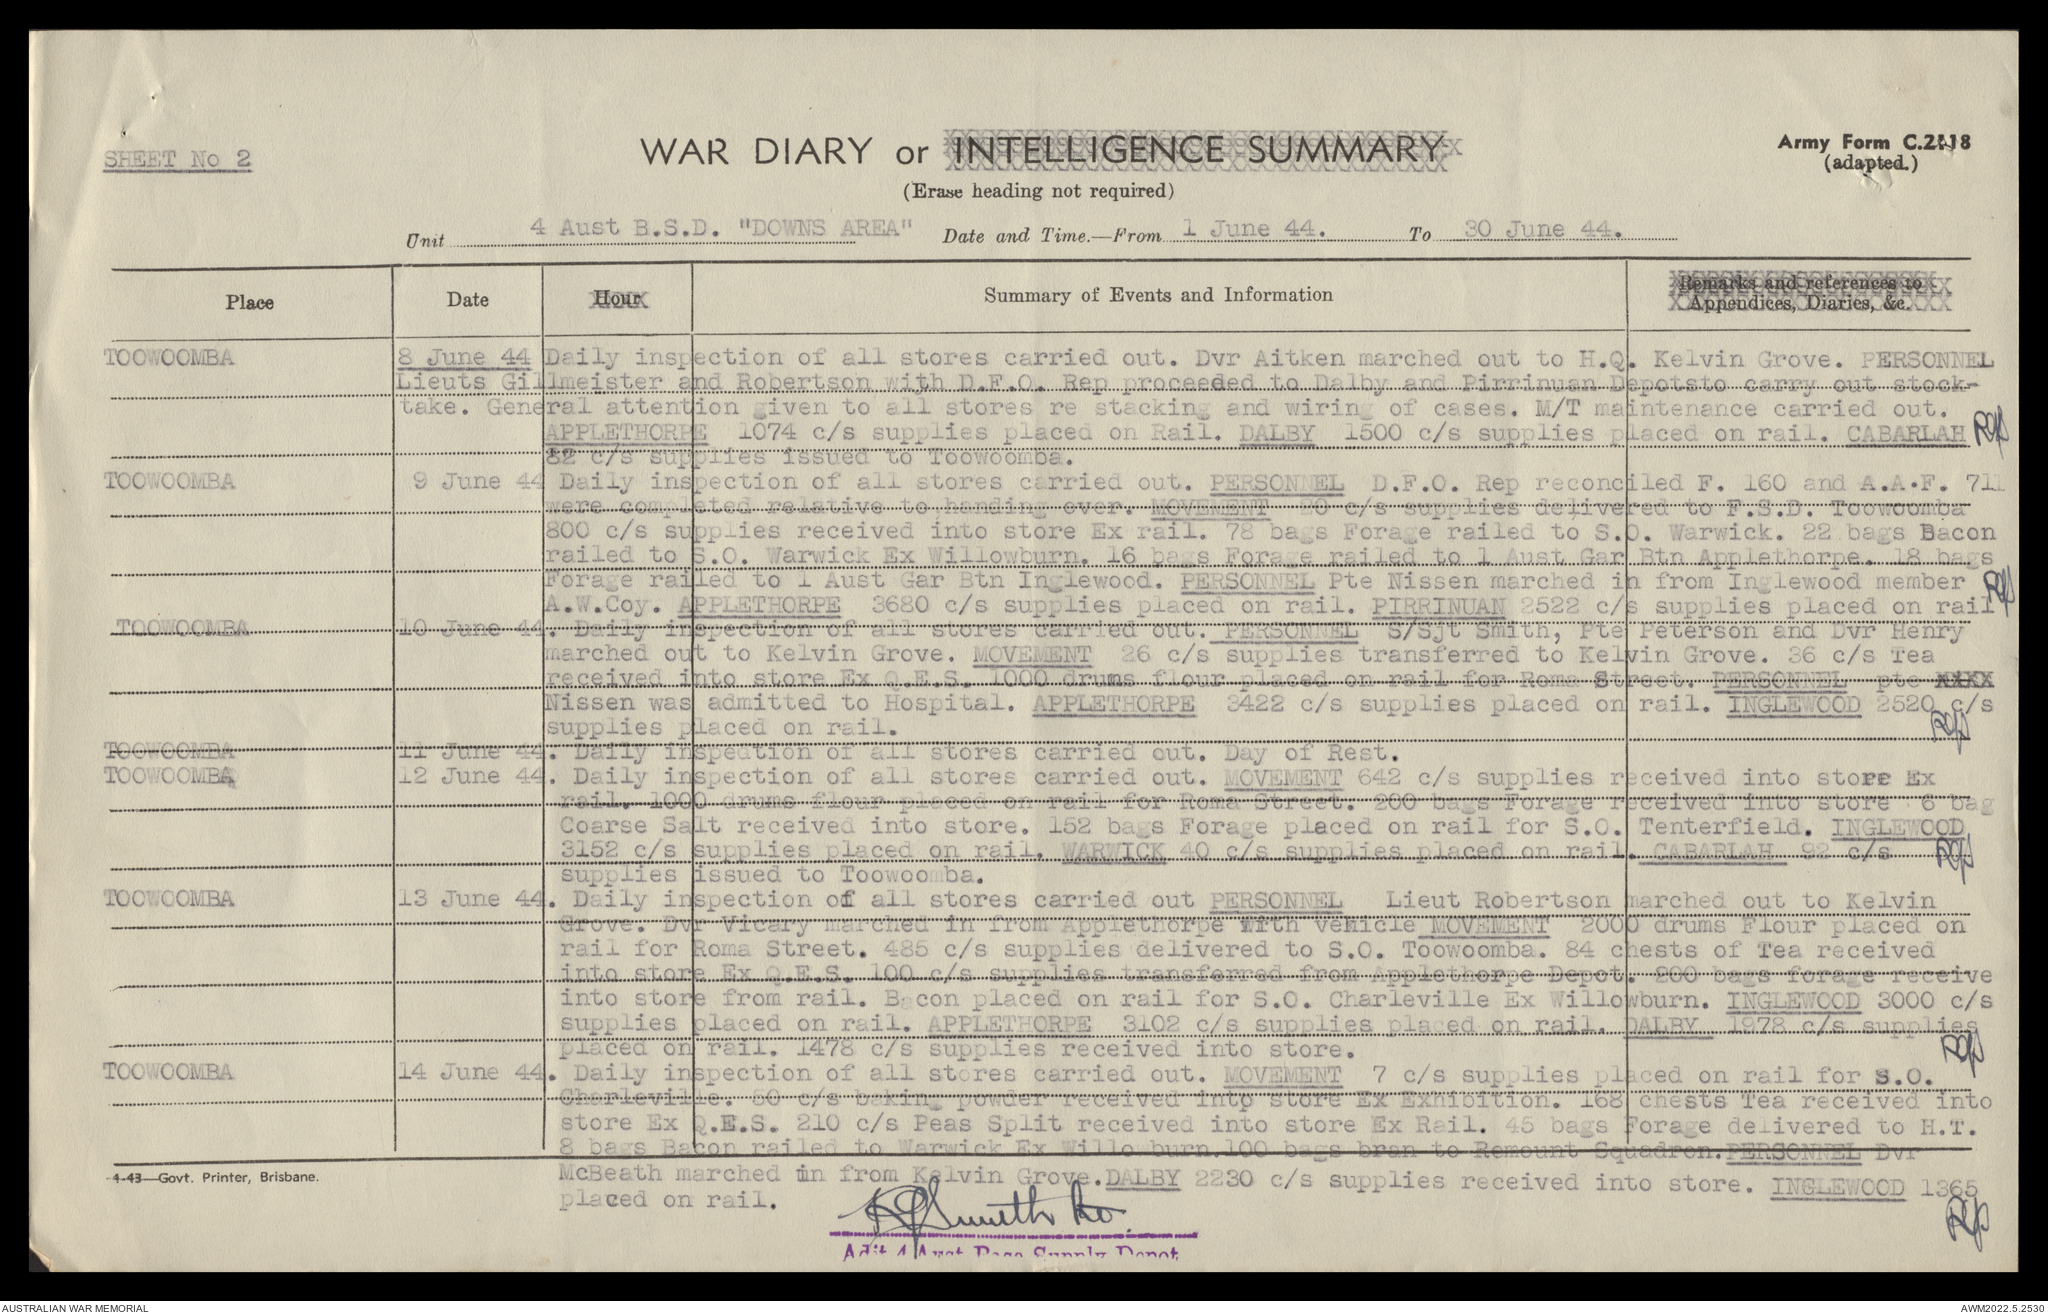 SHEET No 2
WAR DIARY or INTELLIGENCE SUMMARY
Army Form C.2118
(adapted.)
(Erase heading not required)
Unit 4 Aust B.S.D. "DOWNS AREA" Date and Time.—From 1 June 44. To 30 June 44.
Place Date Hour Summary of Events and Information Remarks and references to
Appendices, Diaries, &c.
TOOWOOMBA 8 June 44 Daily inspection of all stores carried out. Dvr Aitken marched out to H.Q. Kelvin Grove. PERSONNEL
Lieuts Gillmeister and Robertson with D.F.O. Rep proceeded to Dalby and Pirrinuan Depotsto carry out stock-
take. General attention given to all stores re stacking and wiring of cases. M/T maintenance carried out.
APPLETHORPE 1074 c/s supplies placed on Rail. DALBY 1500 c/s supplies placed on rail. CABARLAH
82 c/s supplies issued to Toowoomba.
TOOWOOMBA 9 June 44 Daily inspection of all stores carried out. PERSONNEL D.F.O. Rep reconciled F. 160 and A.A.F. 711
were completed relative to handing over. MOVEMENT c/s supplies delivered to F.S.D. Toowoomba
800 c/s supplies received into store Ex rail. 78 bags Forage railed to S.O. Warwick. 22 bags Bacon
railed to S.O. Warwick Ex Willowburn. 16 bags Forage railed to 1 Aust Gar Btn Applethorpe. 18 bags
Forage railed to 1 Aust Gar Btn Inglewood. PERSONNEL Pte Nissen marched in from Inglewood member
A.W.Coy. APPLETHORPE 3680 c/s supplies placed on rail. PIRRINUAN 2522 c/s supplies placed on rail
TOOWOOMBA 10 June 44. Daily inspection of all stores carried out. PERSONNEL S/Sjt Smith, Pte Peterson and Dvr Henry
marched out to Kelvin Grove. MOVEMENT 26 c/s supplies transferred to Kelvin Grove. 36 c/s Tea
received into store Ex Q.E.S. 1000 drums flour placed on rail for Roma Street. PERSONNEL pte XXXX
Nissen was admitted to Hospital. APPLETHORPE 3422 c/s supplies placed on rail. INGLEWOOD 2520 c/s
supplies placed on rail.
TOOWOOMBA 11 June 44. Daily inspection of all stores carried out. Day of Rest.
TOOWOOMBA 12 June 44. Daily inspection of all stores carried out. MOVEMENT 642 c/s supplies received into store Ex
rail. 1000 drums flour placed on rail for Roma Street. 200 bags Forage received into store 6 bag
Coarse Salt received into store. 152 bags Forage placed on rail for S.O. Tenterfield. INGLEWOOD
3152 c/s supplies placed on rail. WARWICK 40 c/s supplies placed on rail. CABARLAH 92 c/s
supplies issued to Toowoomba.
TOOWOOMBA 13 June 44. Daily inspection of all stores carried out PERSONNEL Lieut Robertson marched out to Kelvin
Grove. Dvr Vicary marched in from Applethorpe with vehicle MOVEMENT 2000 drums Flour placed on
rail for Roma Street. 485 c/s supplies delivered to S.O. Toowoomba. 84 chests of Tea received
into store Ex Q.E.S. 100 c/s supplies transferred from Applethorpe Depot. 200 bags forage receive
into store from rail. Bacon placed on rail for S.O. Charleville Ex Willowburn. INGLEWOOD 3000 c/s
supplies placed on rail. APPLETHORPE 3102 c/s supplies placed on rail. DALBY 1978 c/s supplies
placed on rail. 1478 c/s supplies received into store.
TOOWOOMBA 14 June 44. Daily inspection of all stores carried out. MOVEMENT 7 c/s supplies placed on rail for S.O.
Charleville. 50 c/s baking powder received into store Ex Exhibition. 168 chests Tea received into
store Ex Q.E.S. 210 c/s Peas Split received into store Ex Rail. 45 bags Forage delivered to H.T.
8 bags Bacon railed to Warwick Ex Willo burn.100 bags bran to Remount Squadron.PERSONNEL Dvr
McBeath marched in from Kelvin Grove.DALBY 2230 c/s supplies received into store. INGLEWOOD 1365
placed on rail.
4-43—Govt. Printer, Brisbane.
Adjt 4 Aust Base Supply Depot
AUSTRALIAN WAR MEMORIAL
AWM2022.5.2530